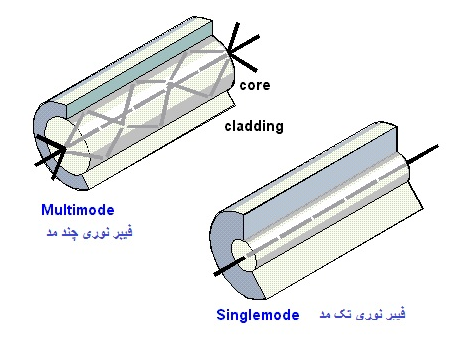 core
cladding
Multimode
فیبر نوری چند مد
Singlemode فیبر نوری تک مد